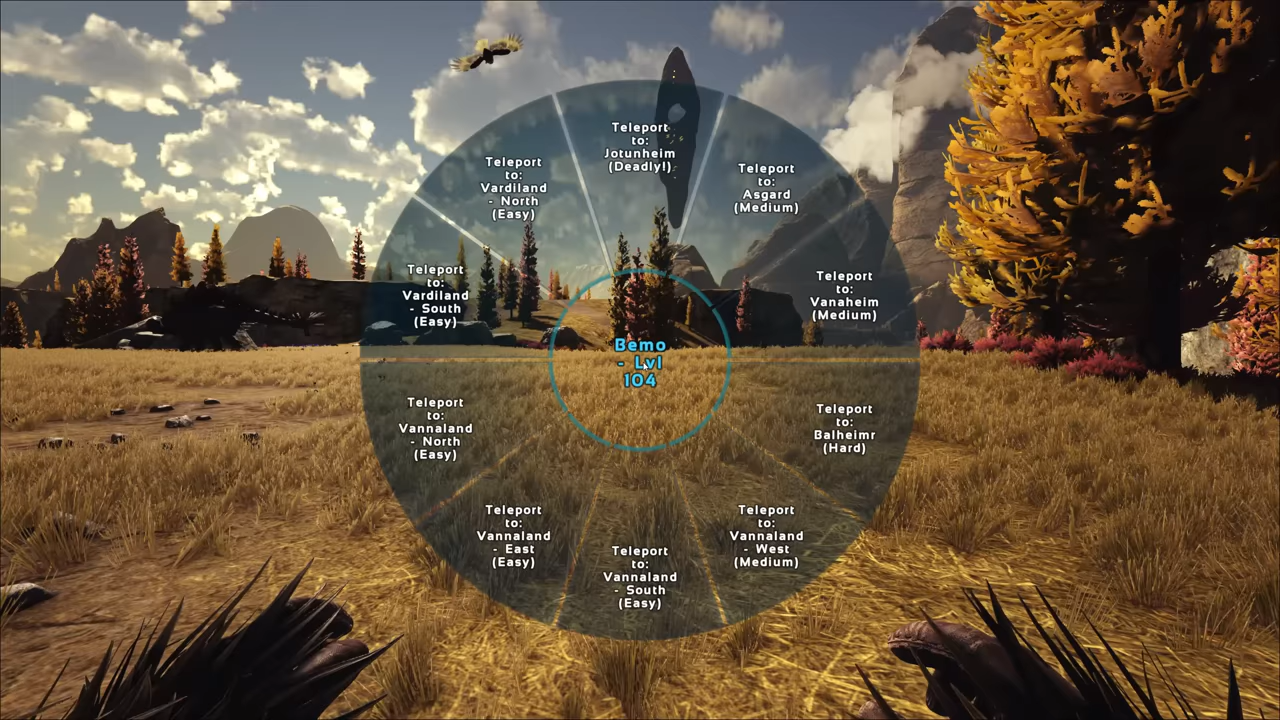 Teleport
to:
Jotunheim
(Deadly!)
Teleport
to:
Asgard
(Medium)
Teleport
to:
Vanaheim
(Medium)
Teleport
to:
Balheimr
(Hard)
Teleport
to:
Vannaland
- West
(Medium)
Teleport
to:
Vannaland
- South
(Easy)
Teleport
to:
Vannaland
- East
(Easy)
Teleport
to:
Vannaland
- North
(Easy)
Teleport
to:
Vardiland
- South
(Easy)
Teleport
to:
Vardiland
- North
(Easy)
Bemo
- Lvl
104